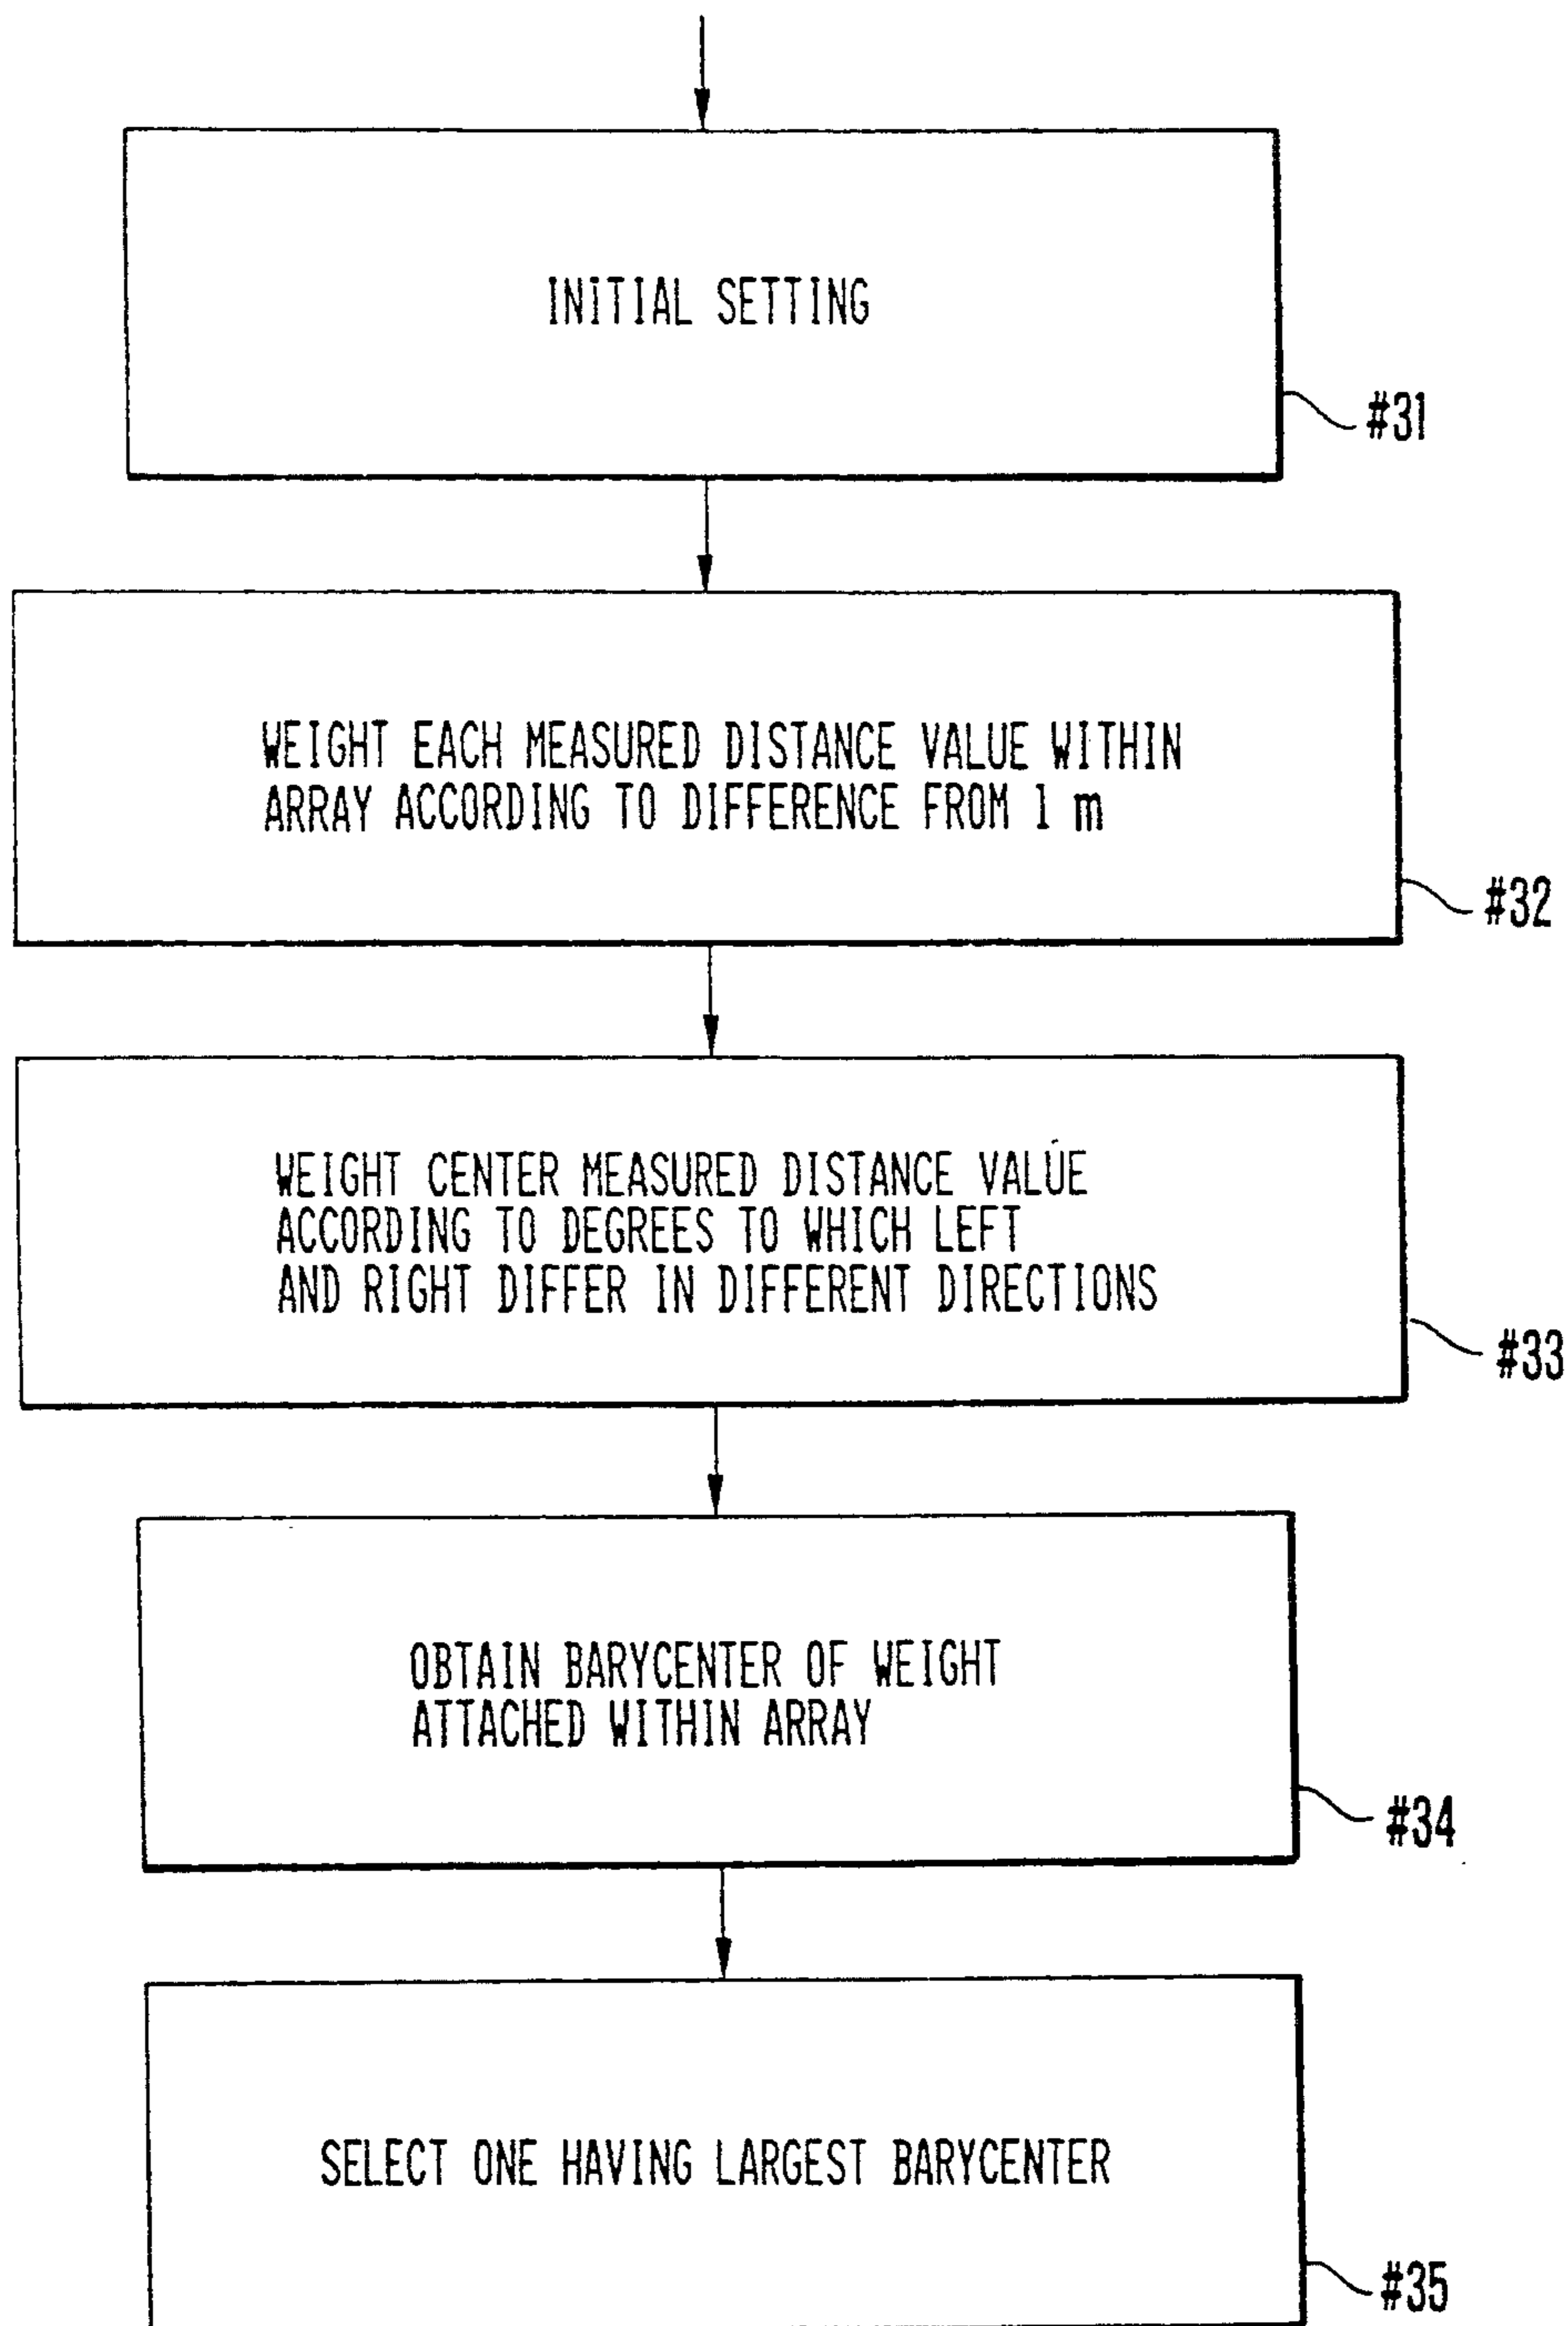 INITIAL SETTING
#31
WEIGHT EACH MEASURED DISTANCE VALUE WITHIN
ARRAY ACCORDING TO DIFFERENCE FROM 1 m
#32
WEIGHT CENTER MEASURED DISTANCE VALUE
ACCORDING TO DEGREES TO WHICH LEFT
AND RIGHT DIFFER IN DIFFERENT DIRECTIONS
#33
OBTAIN BARYCENTER OF WEIGHT
ATTACHED WITHIN ARRAY
#34
SELECT ONE HAVING LARGEST BARYCENTER
#35